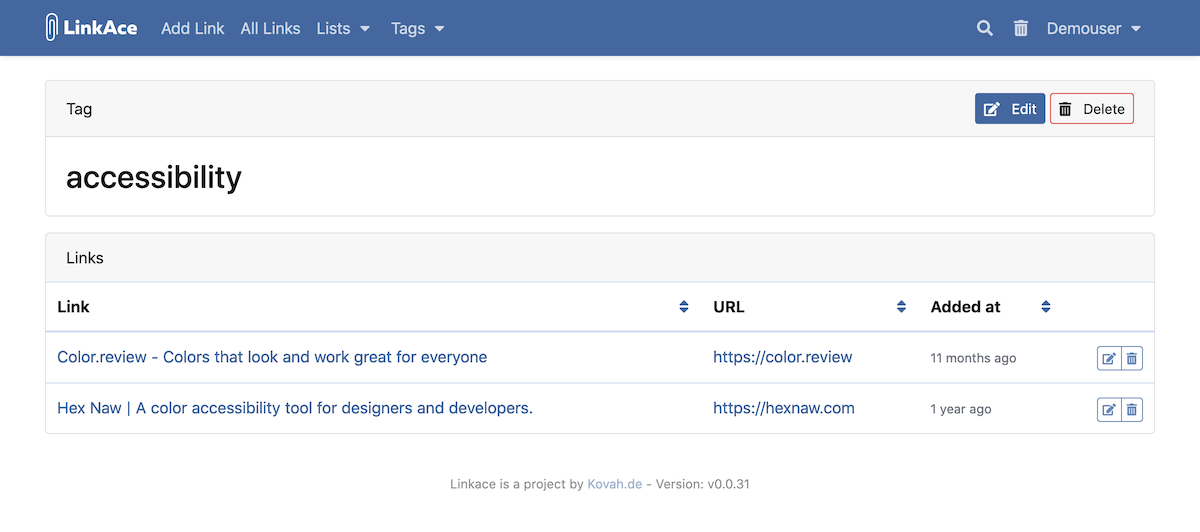 LinkAce Add Link All Links Lists Tags Demouser
Tag Edit Delete
accessibility
Links
Link URL Added at
Color.review - Colors that look and work great for everyone https://color.review 11 months ago
Hex Naw | A color accessibility tool for designers and developers. https://hexnaw.com 1 year ago
Linkace is a project by Kovah.de - Version: v0.0.31